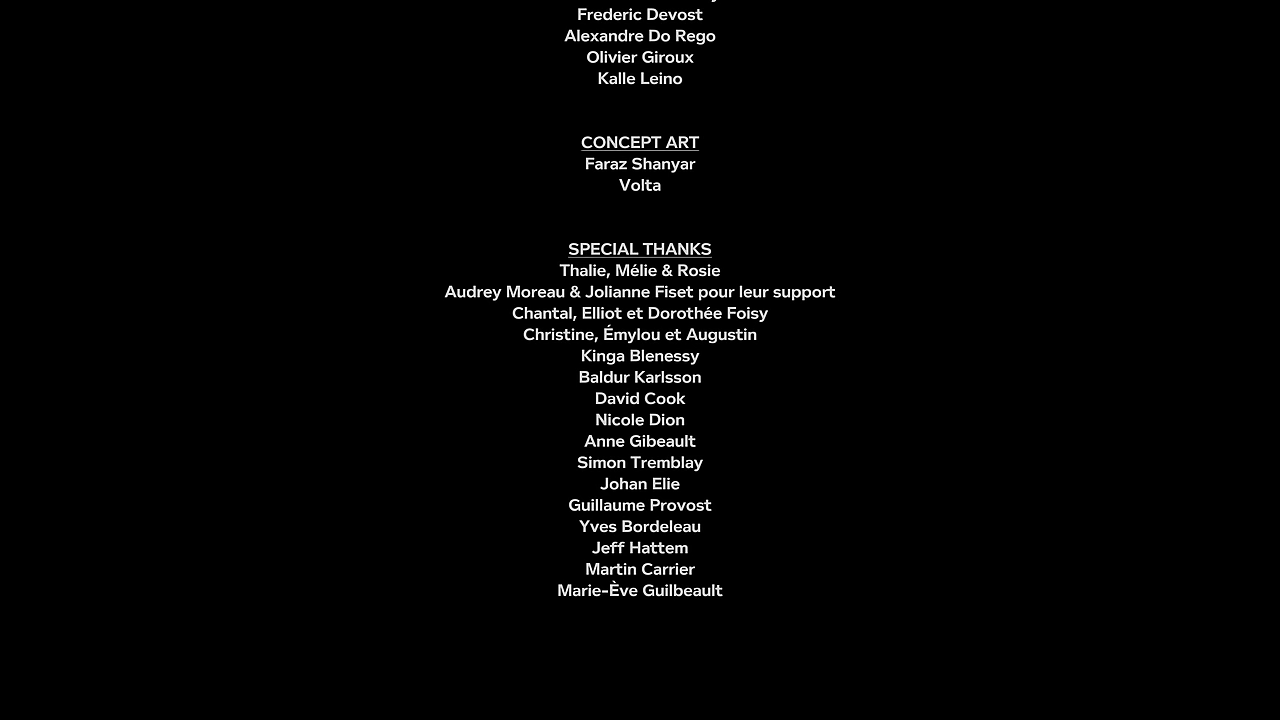 Frederic Devost
Alexandre Do Rego
Olivier Giroux
Kalle Leino
CONCEPT ART
Faraz Shanyar
Volta
SPECIAL THANKS
Thalie, Mélie & Rosie
Audrey Moreau & Jolianne Fiset pour leur support
Chantal, Elliot et Dorothée Foisy
Christine, Émylou et Augustin
Kinga Blenessy
Baldur Karlsson
David Cook
Nicole Dion
Anne Gibeault
Simon Tremblay
Johan Elie
Guillaume Provost
Yves Bordeleau
Jeff Hattem
Martin Carrier
Marie-Ève Guilbeault